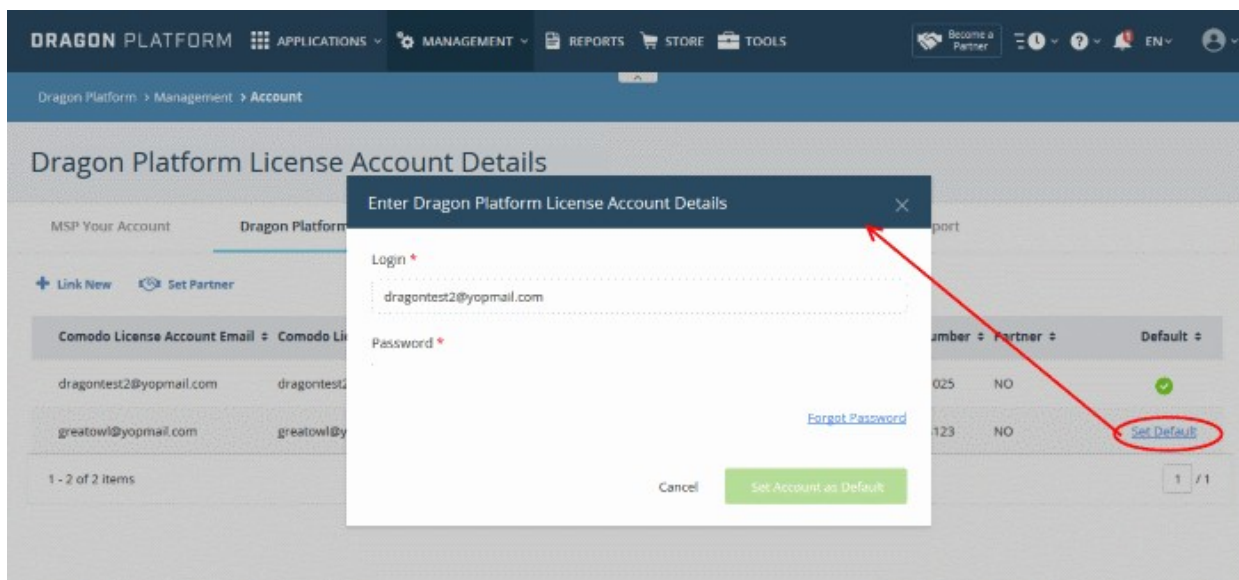 DRAGON PLATFORM APPLICATIONS MANAGEMENT REPORTS STORE TOOLS Become a Partner EN
Dragon Platform > Management > Account
Dragon Platform License Account Details
Enter Dragon Platform License Account Details
MSP Your Account Dragon Platform port
Login *
Link New Set Partner
dragontest2@yopmail.com
Comodo License Account Email Comodo Li umber Partner Default
Password *
dragontest2@yopmail.com dragontest2 025 NO
Forgot Password
greatowl@yopmail.com greatowl@y 123 NO Set Default
1 - 2 of 2 items 1 / 1
Cancel Set Account as Default